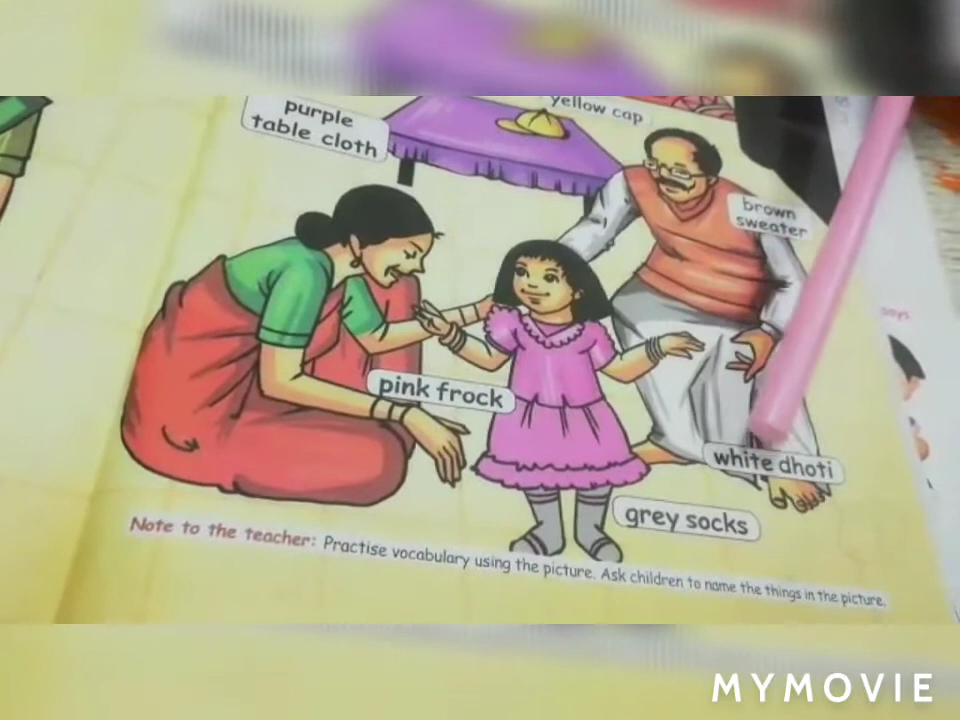 purple
table cloth
yellow cap
brown
sweater
pink frock
white dhoti
grey socks
Note to the teacher: Practise vocabulary using the picture. Ask children to name the things in the picture.
says
MYMOVIE